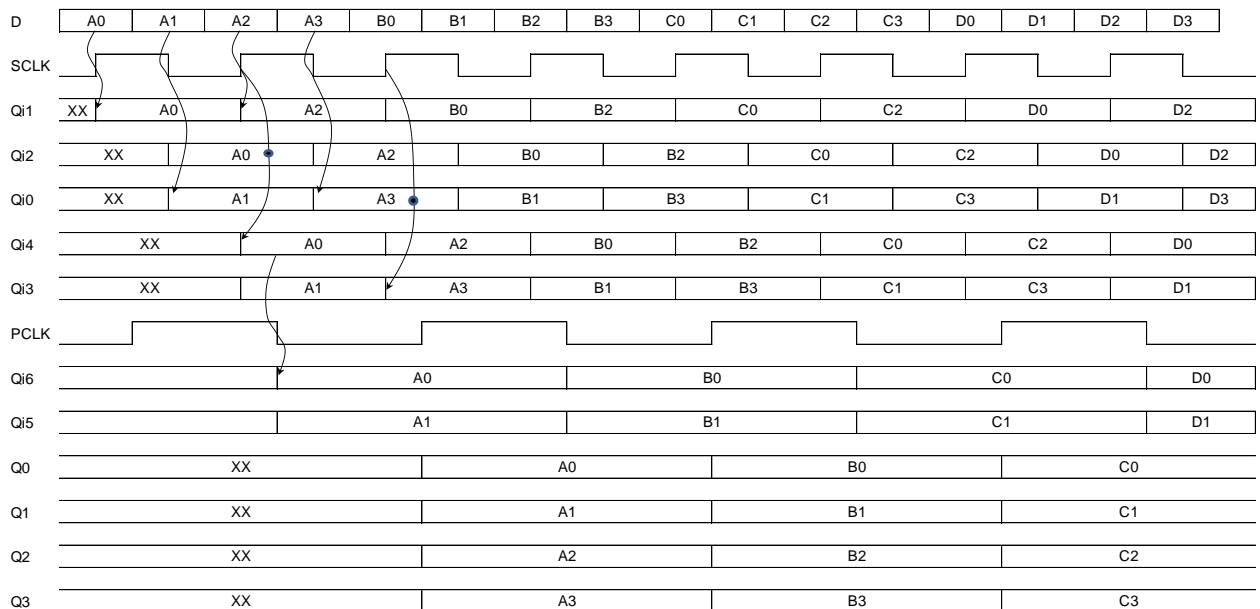 D A0 A1 A2 A3 B0 B1 B2 B3 C0 C1 C2 C3 D0 D1 D2 D3
SCLK
Qi1 XX A0 A2 B0 B2 C0 C2 D0 D2
Qi2 XX A0 A2 B0 B2 C0 C2 D0 D2
Qi0 XX A1 A3 B1 B3 C1 C3 D1 D3
Qi4 XX A0 A2 B0 B2 C0 C2 D0
Qi3 XX A1 A3 B1 B3 C1 C3 D1
PCLK
Qi6 A0 B0 C0 D0
Qi5 A1 B1 C1 D1
Q0 XX A0 B0 C0
Q1 XX A1 B1 C1
Q2 XX A2 B2 C2
Q3 XX A3 B3 C3